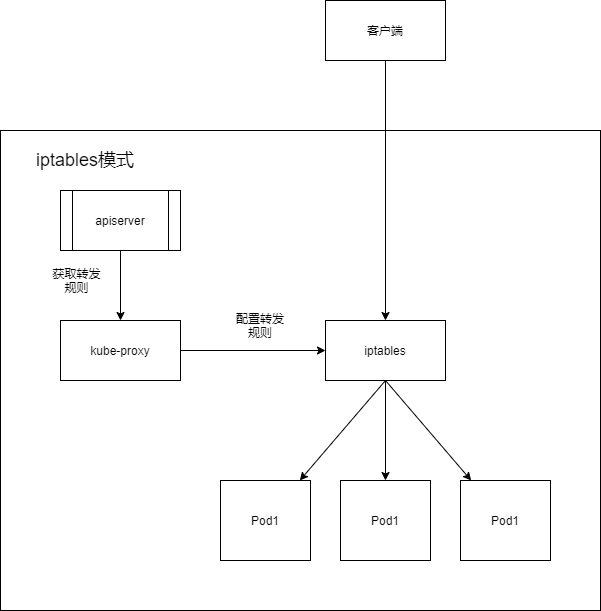 客户端
iptables模式
apiserver
获取转发
规则
配置转发
规则
kube-proxy
iptables
Pod1
Pod1
Pod1